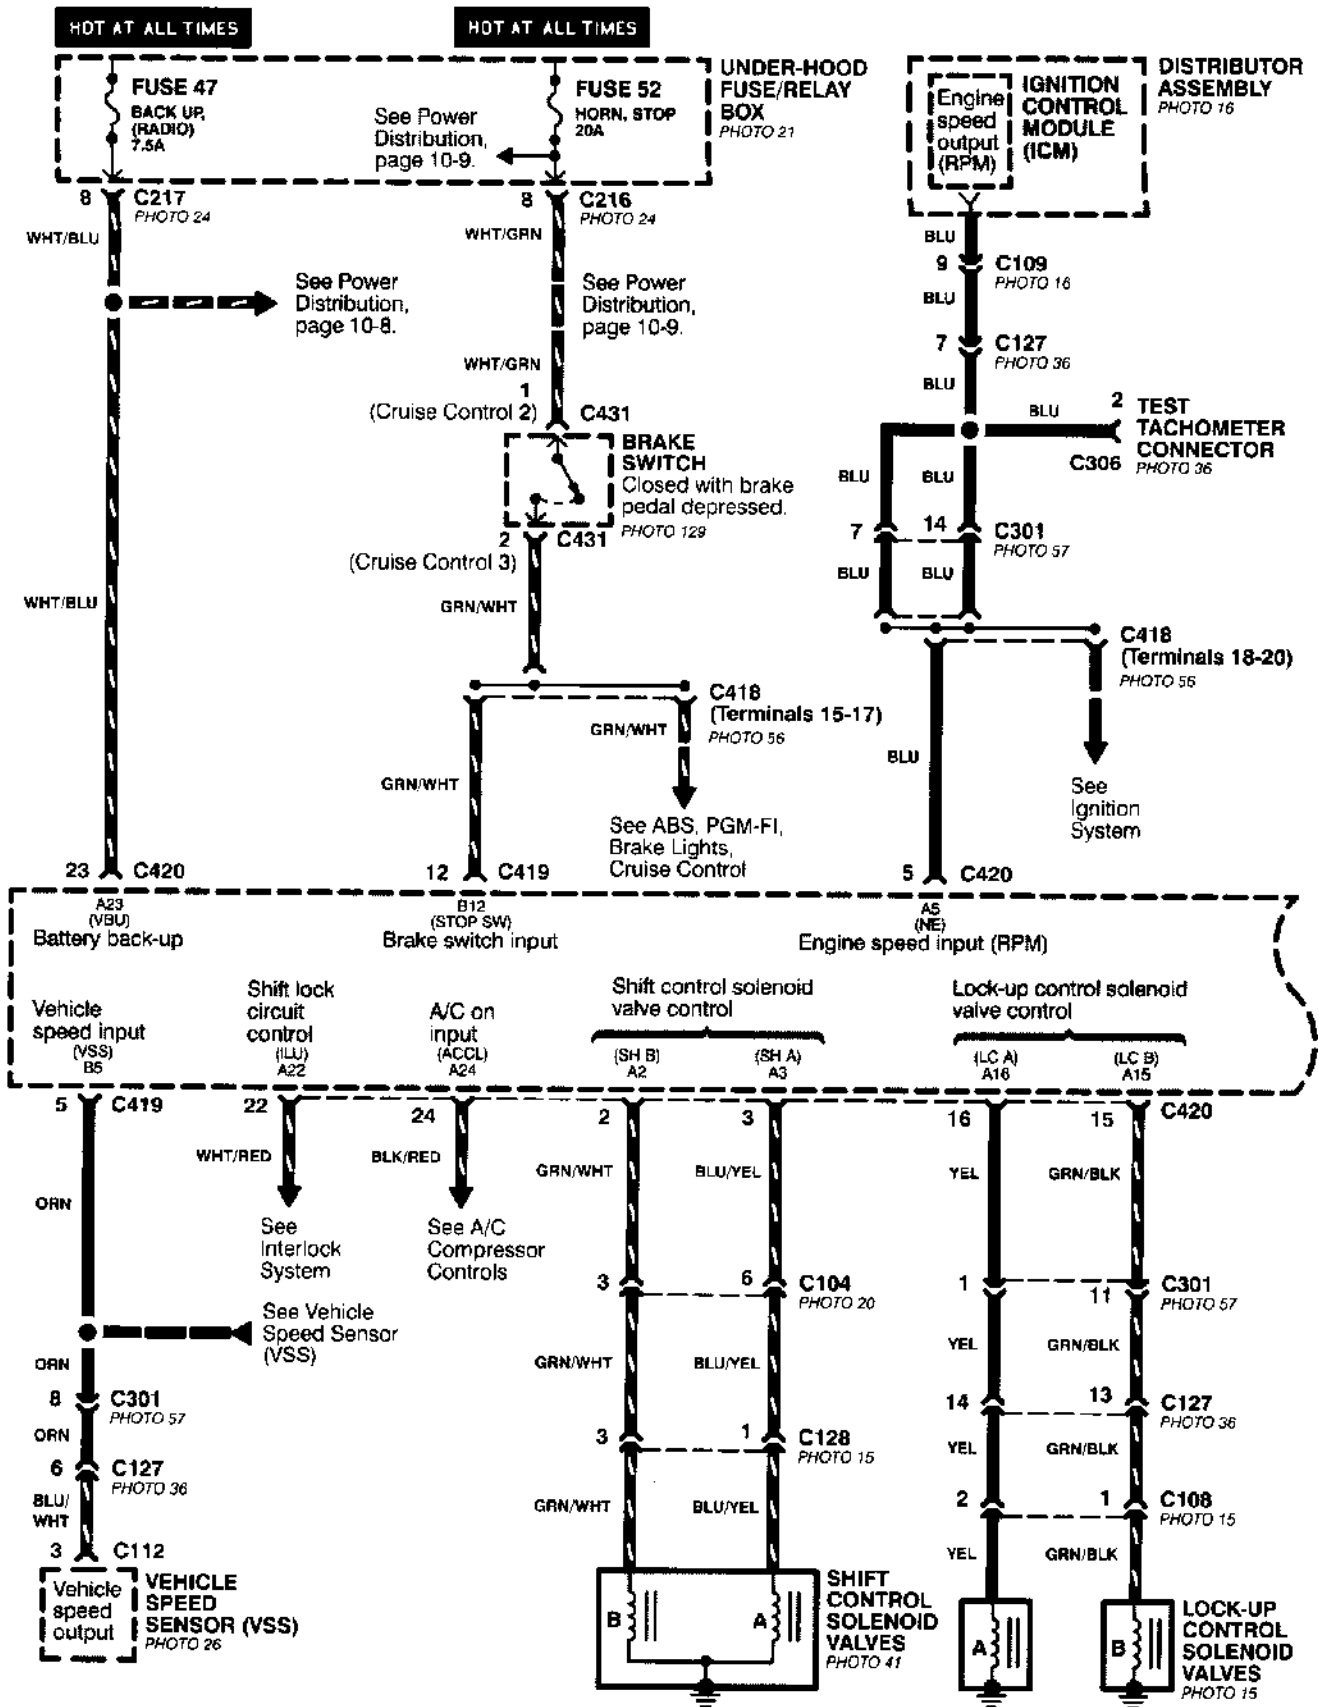 HOT AT ALL TIMES
HOT AT ALL TIMES
FUSE 47
BACK UP,
(RADIO)
7.5A
See Power
Distribution,
page 10-9.
FUSE 52
HORN, STOP
20A
UNDER-HOOD
FUSE/RELAY
BOX
PHOTO 21
Engine
speed
output
(RPM)
IGNITION
CONTROL
MODULE
(ICM)
DISTRIBUTOR
ASSEMBLY
PHOTO 16
8 C217
PHOTO 24
8 C216
PHOTO 24
WHT/BLU
WHT/GRN
BLU
9 C109
PHOTO 16
See Power
Distribution,
page 10-8.
See Power
Distribution,
page 10-9.
BLU
7 C127
PHOTO 36
WHT/GRN
BLU
1
(Cruise Control 2) C431
BLU
2 TEST
TACHOMETER
CONNECTOR
C306 PHOTO 36
BRAKE
SWITCH
Closed with brake
pedal depressed.
PHOTO 129
BLU BLU
2 C431
(Cruise Control 3)
7 14 C301
PHOTO 57
BLU BLU
WHT/BLU
GRN/WHT
C418
(Terminals 18-20)
PHOTO 56
C418
(Terminals 15-17)
PHOTO 56
GRN/WHT
GRN/WHT
BLU
See
Ignition
System
See ABS, PGM-FI,
Brake Lights,
Cruise Control
23 C420
12 C419
5 C420
A23
(VBU)
Battery back-up
B12
(STOP SW)
Brake switch input
A5
(NE)
Engine speed input (RPM)
Vehicle
speed input
(VSS)
B5
Shift lock
circuit
control
(ILU)
A22
A/C on
input
(ACCL)
A24
Shift control solenoid
valve control
(SH B)
A2
(SH A)
A3
Lock-up control solenoid
valve control
(LC A)
A16
(LC B)
A15
5 C419 22 24 2 3 16 15 C420
ORN
WHT/RED
BLK/RED
GRN/WHT
BLU/YEL
YEL
GRN/BLK
See
Interlock
System
See A/C
Compressor
Controls
3 6 C104
PHOTO 20
1 11 C301
PHOTO 57
See Vehicle
Speed Sensor
(VSS)
ORN
GRN/WHT
BLU/YEL
YEL
GRN/BLK
8 C301
PHOTO 57
14 13 C127
PHOTO 36
ORN
3 1 C128
PHOTO 15
YEL
GRN/BLK
6 C127
PHOTO 36
BLU/
WHT
GRN/WHT
BLU/YEL
2 1 C108
PHOTO 15
3 C112
YEL
GRN/BLK
Vehicle
speed
output
VEHICLE
SPEED
SENSOR (VSS)
PHOTO 26
B A
SHIFT
CONTROL
SOLENOID
VALVES
PHOTO 41
A B
LOCK-UP
CONTROL
SOLENOID
VALVES
PHOTO 15